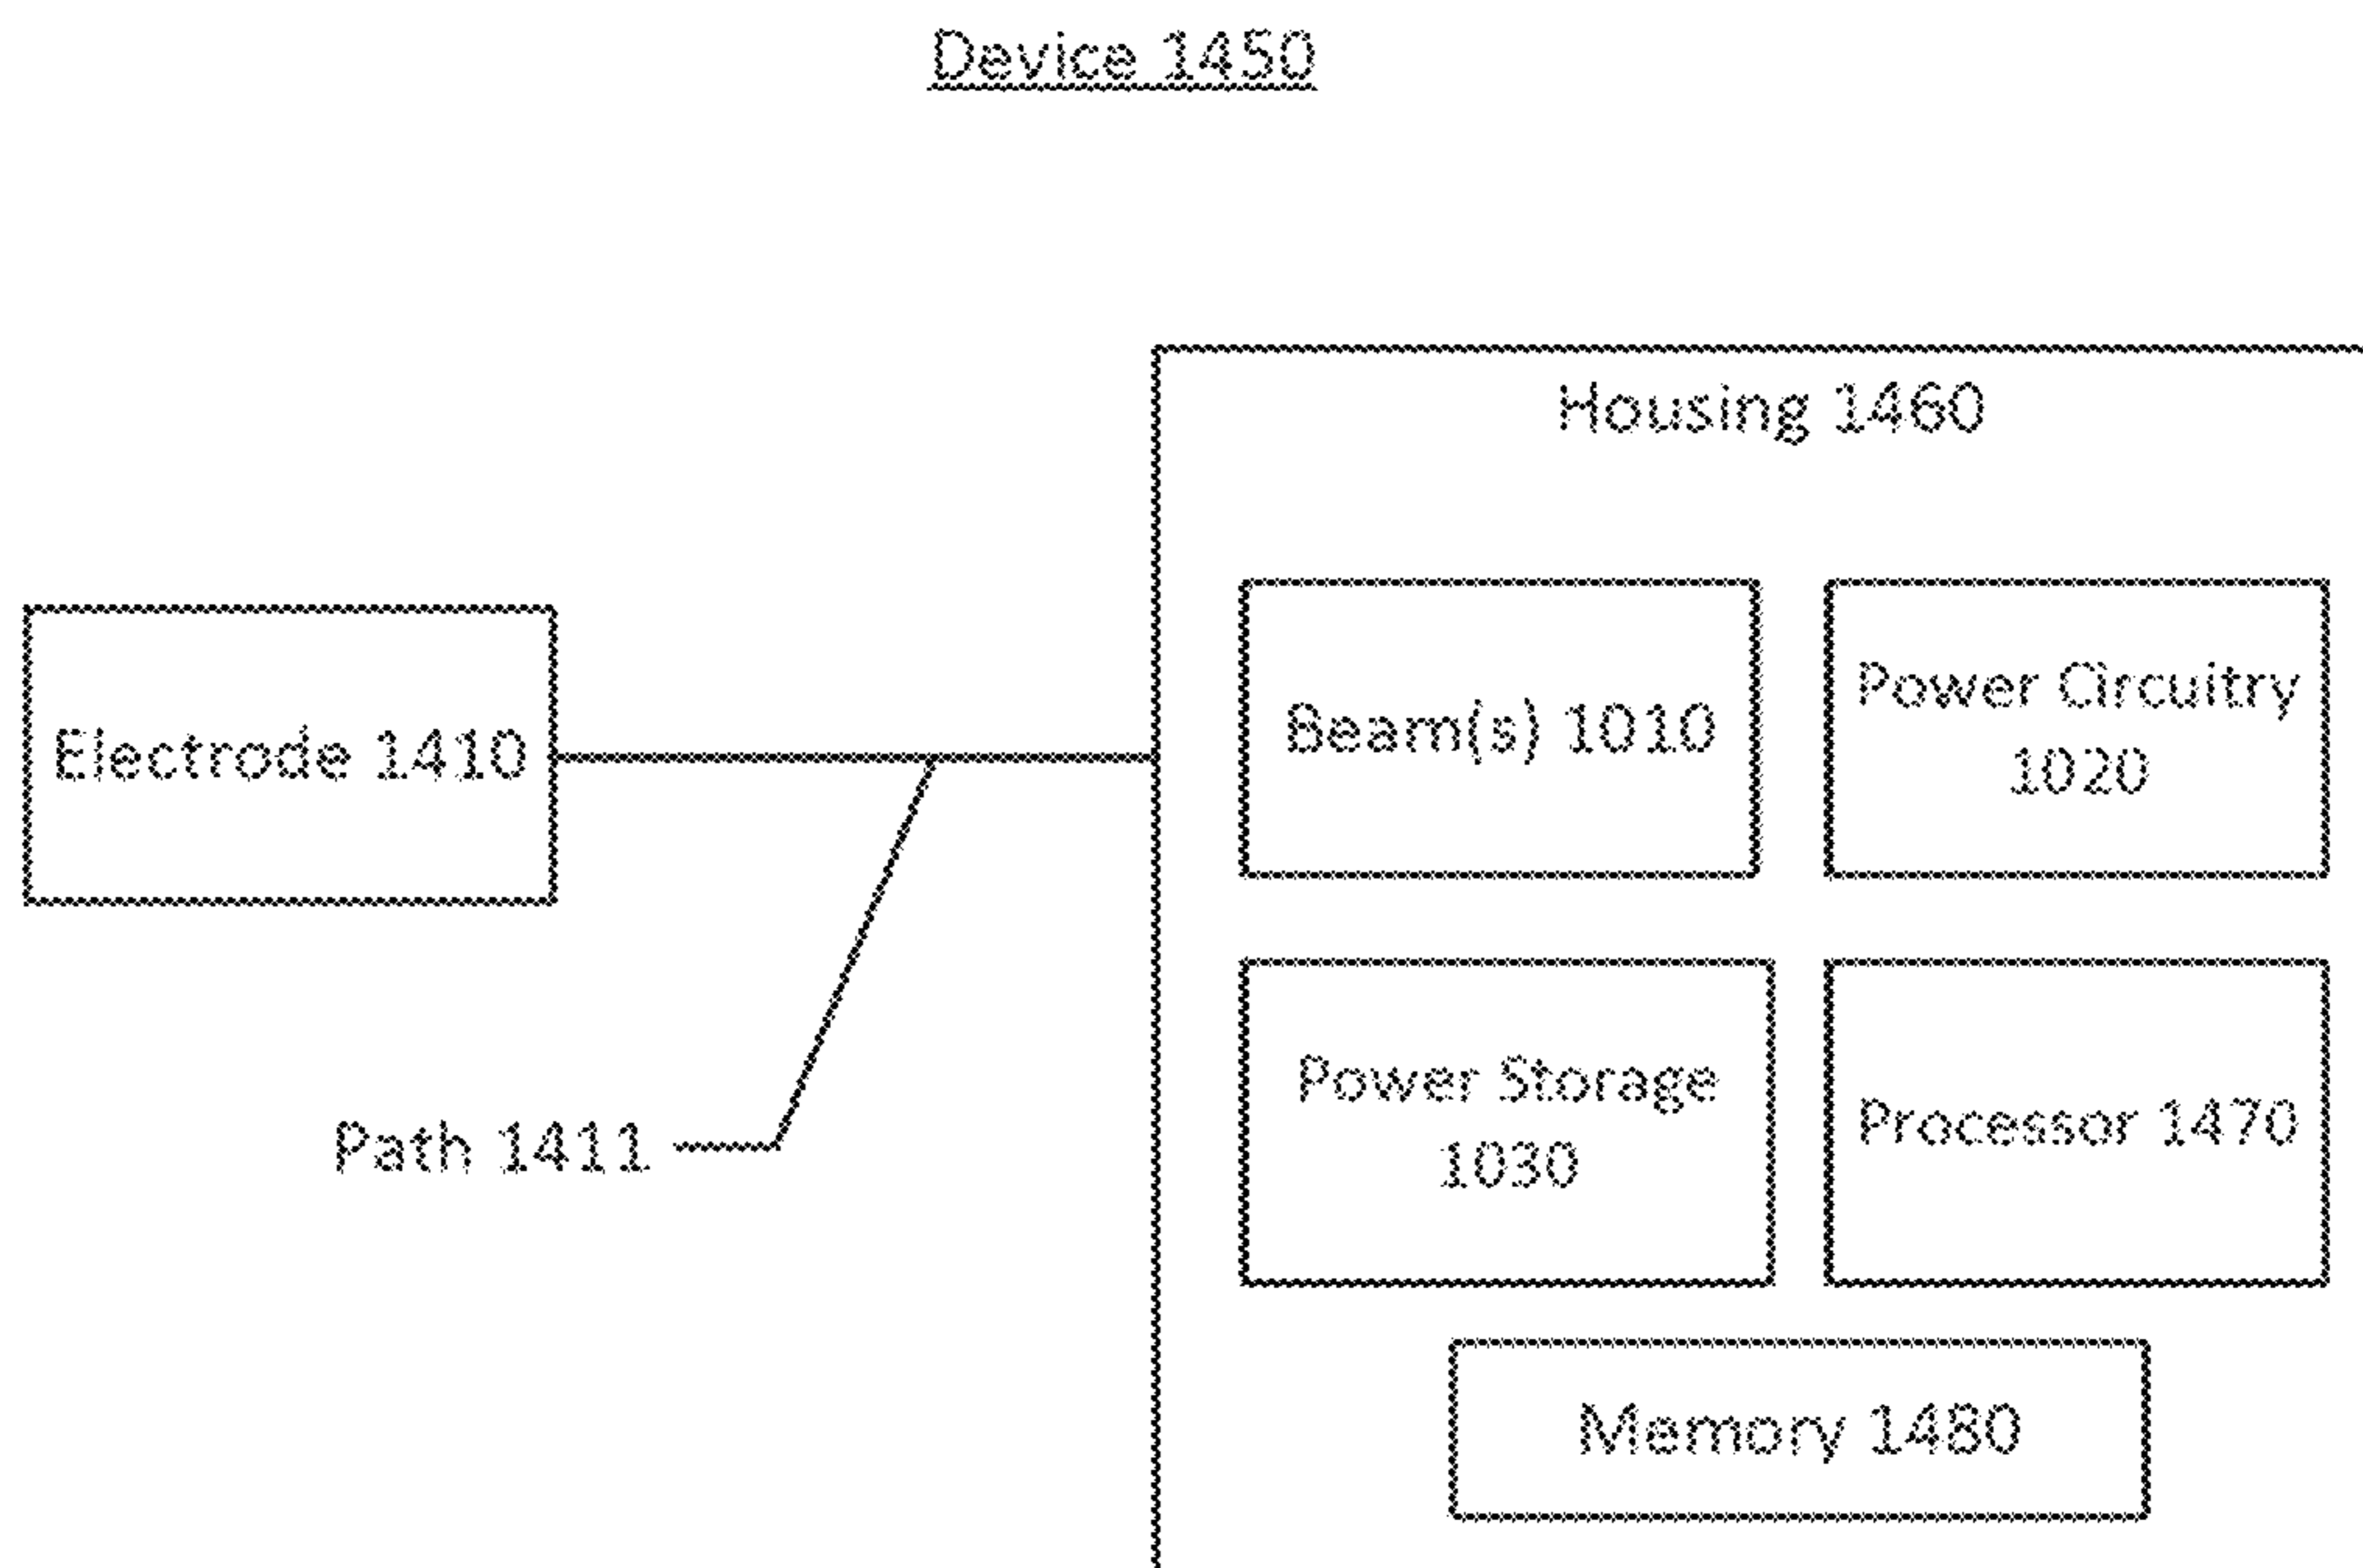 Device 1450
Housing 1460
Electrode 1410
Beam(s) 1010
Power Circuitry
1020
Path 1411
Power Storage
1030
Processor 1470
Memory 1480